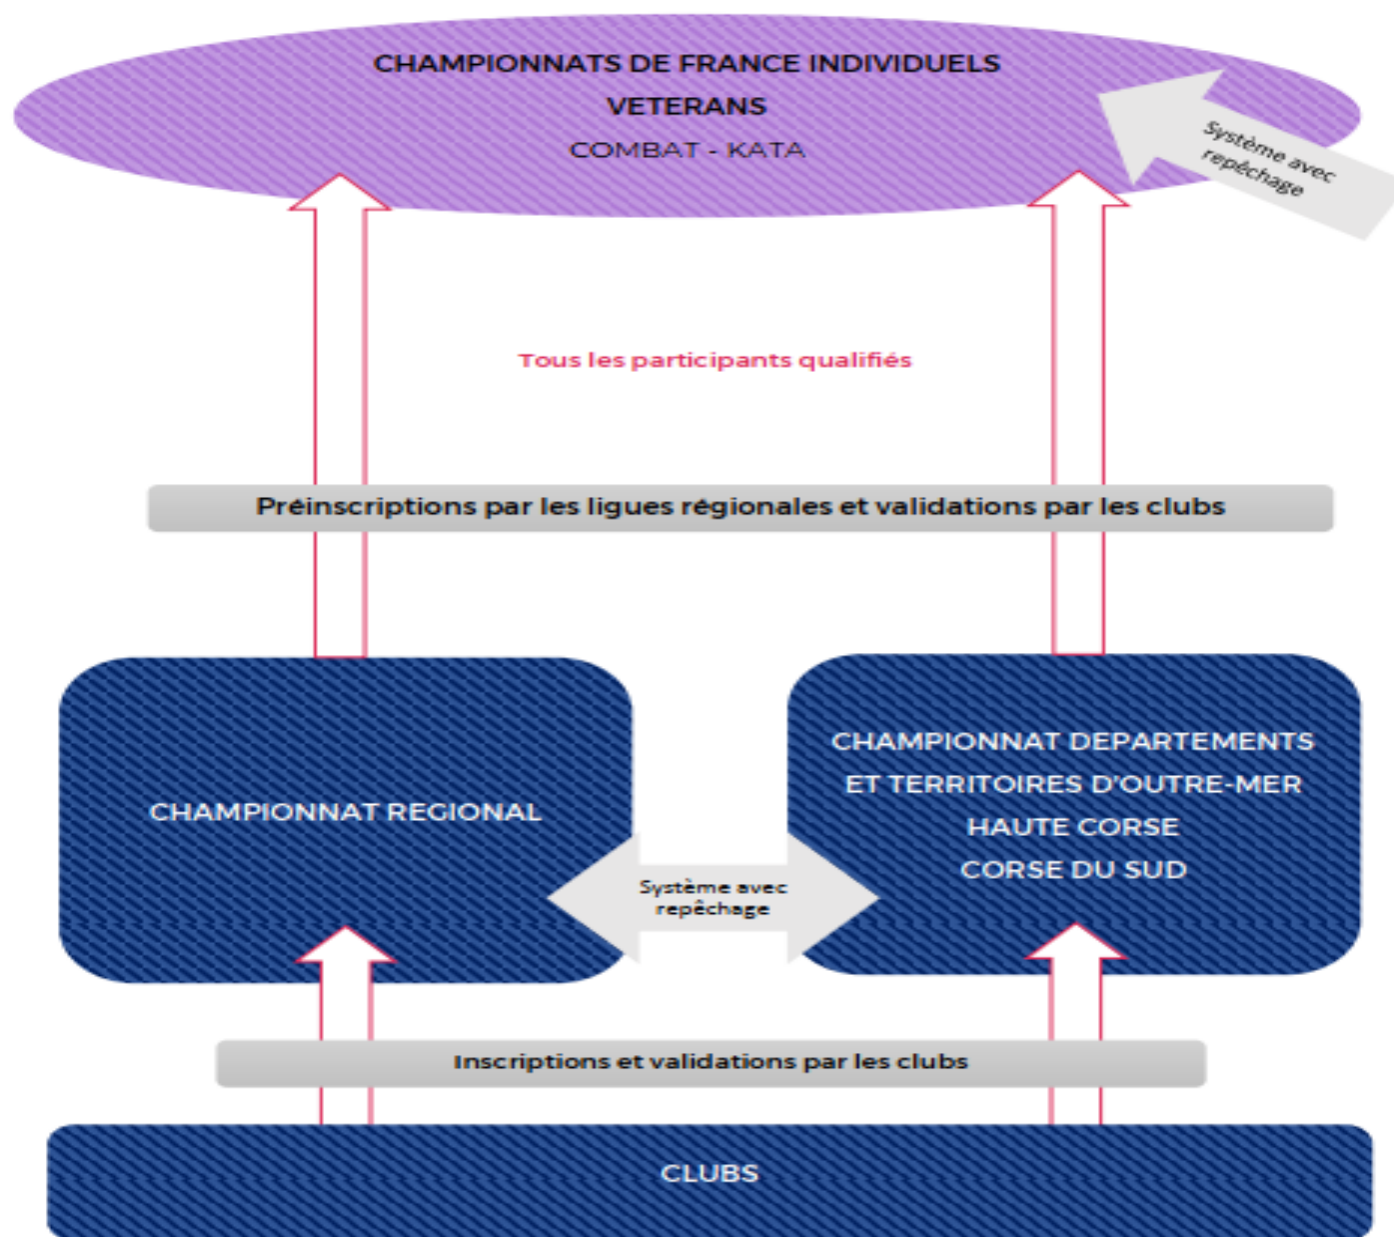 CHAMPIONNATS DE FRANCE INDIVIDUELS
VETERANS
COMBAT - KATA
Système avec
repêchage
Tous les participants qualifiés
Préinscriptions par les ligues régionales et validations par les clubs
CHAMPIONNAT REGIONAL
CHAMPIONNAT DEPARTEMENTS
ET TERRITOIRES D'OUTRE-MER
HAUTE CORSE
CORSE DU SUD
Système avec
repêchage
Inscriptions et validations par les clubs
CLUBS